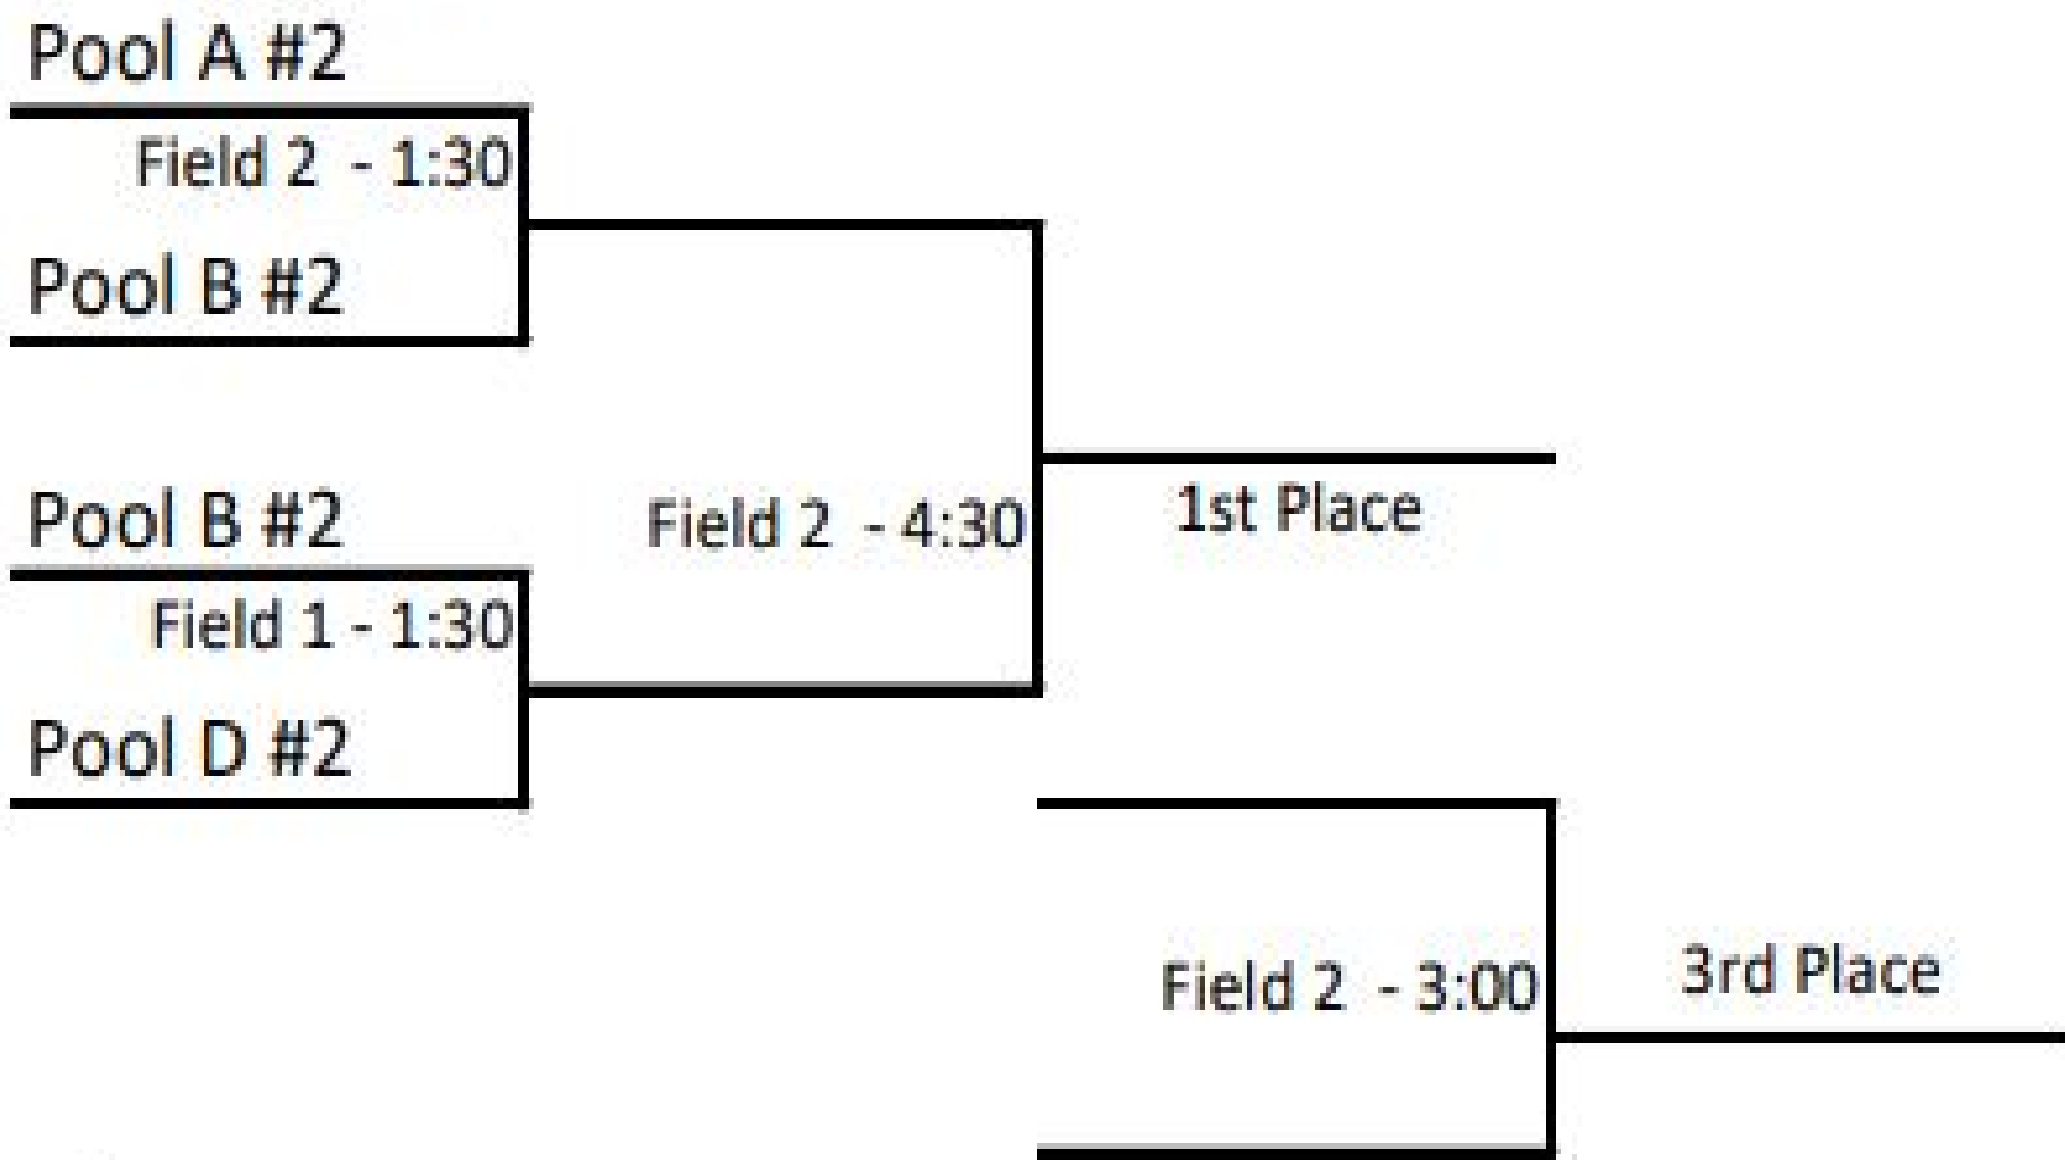 Pool A #2
Field 2 - 1:30
Pool B #2
Pool B #2
Field 2 - 4:30
1st Place
Field 1 - 1:30
Pool D #2
Field 2 - 3:00
3rd Place